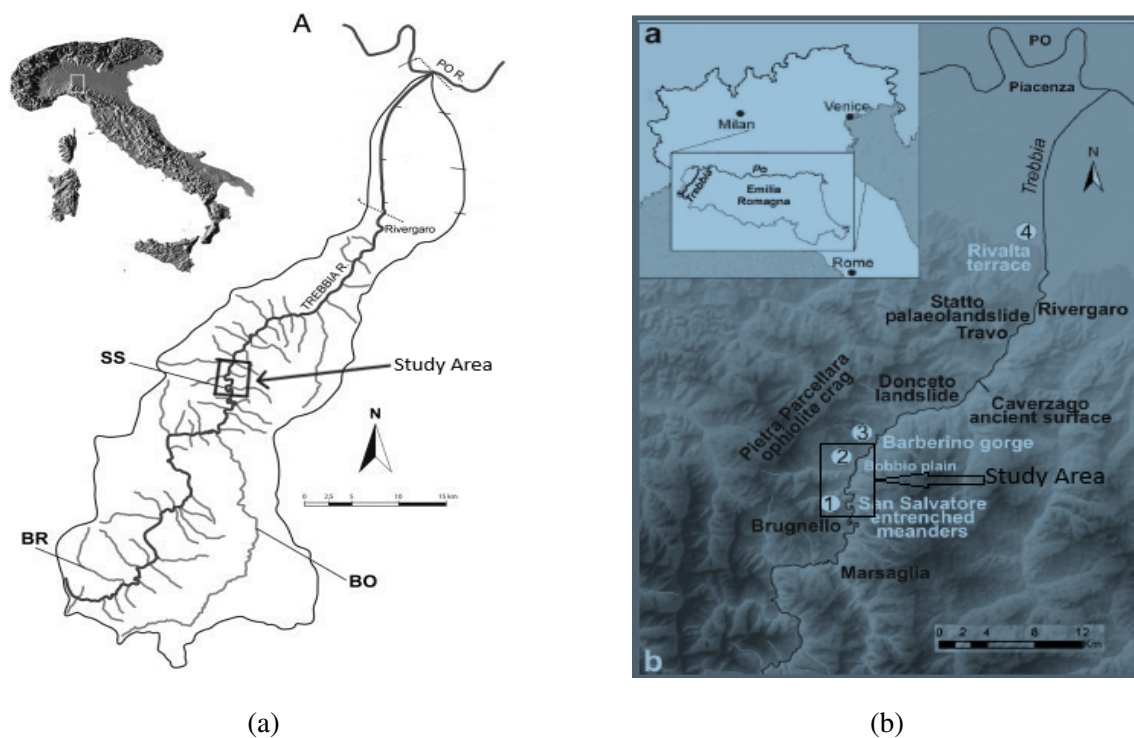 A
PO R.
Rivergaro
TREBBIA R.
SS
Study Area
N
0 2,5 5 10 15 km
BR
BO
(a)
a
PO
Piacenza
Venice
Milan
Trebbia
N
Po
Trebbia
Emilia
Romagna
4
Rivalta
terrace
Rome
Statto
palaeolandslide
Rivergaro
Travo
Pietra Parcellara
ophiolite crag
Donceto
landslide
Caverzago
ancient surface
3
Barberino gorge
2
Bobbio plain
Study Area
1
San Salvatore
entrenched
meanders
Brugnello
Marsaglia
0 2 4 8 12
Km
b
(b)